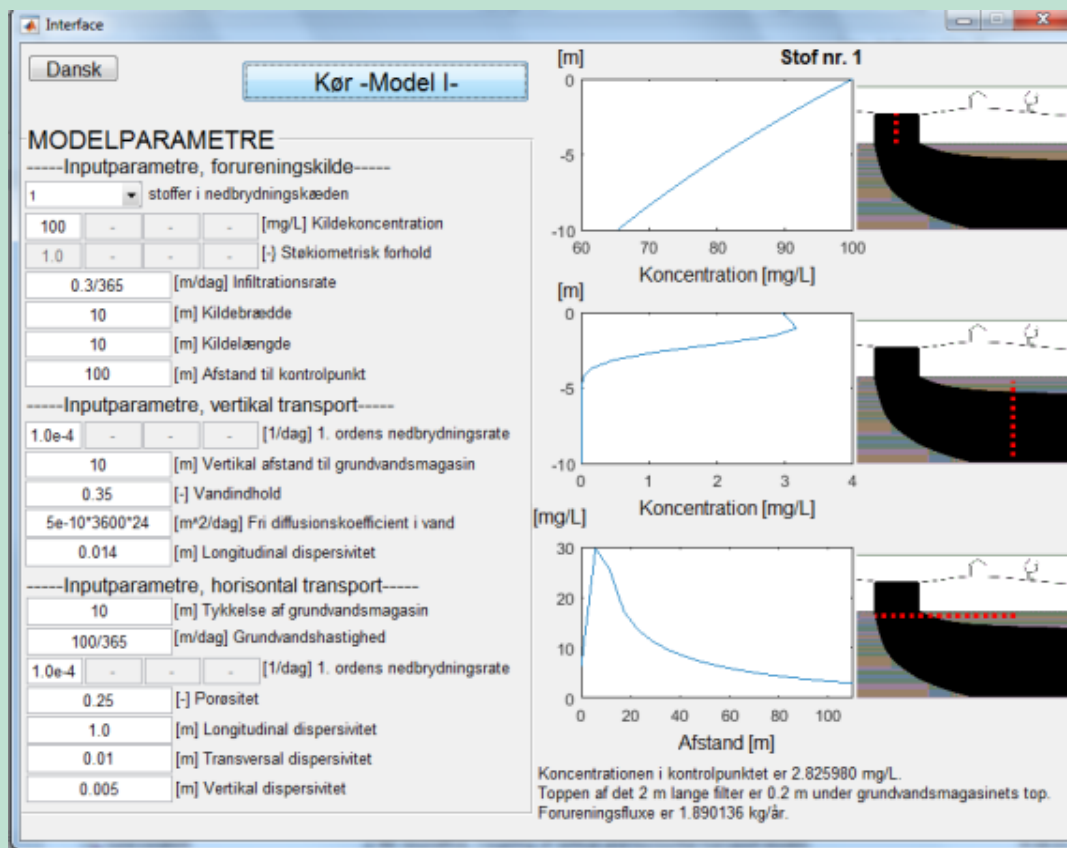 Interface
Dansk
Kør -Model I-
MODELPARAMETRE
-----Inputparametre, forureningskilde-----
1 stoffer i nedbrydningskæden
100 - - - [mg/L] Kildekoncentration
1.0 - - - [-] Støkiometrisk forhold
0.3/365 [m/dag] Infiltrationsrate
10 [m] Kildebrædde
10 [m] Kildelængde
100 [m] Afstand til kontrolpunkt
-----Inputparametre, vertikal transport-----
1.0e-4 - - - [1/dag] 1. ordens nedbrydningsrate
10 [m] Vertikal afstand til grundvandsmagasin
0.35 [-] Vandindhold
5e-10*3600*24 [m^2/dag] Fri diffusionskoefficient i vand
0.014 [m] Longitudinal dispersivitet
-----Inputparametre, horisontal transport-----
10 [m] Tykkelse af grundvandsmagasin
100/365 [m/dag] Grundvandshastighed
1.0e-4 - - - [1/dag] 1. ordens nedbrydningsrate
0.25 [-] Porøsitet
1.0 [m] Longitudinal dispersivitet
0.01 [m] Transversal dispersivitet
0.005 [m] Vertikal dispersivitet
[m] Stof nr. 1
0
-5
-10
60 70 80 90 100
Koncentration [mg/L]
[m]
0
-5
-10
0 1 2 3 4
Koncentration [mg/L]
[mg/L]
30
20
10
0
0 20 40 60 80 100
Afstand [m]
Koncentrationen i kontrolpunktet er 2.825980 mg/L.
Toppen af det 2 m lange filter er 0.2 m under grundvandsmagasinets top.
Forureningsfluxe er 1.890136 kg/år.